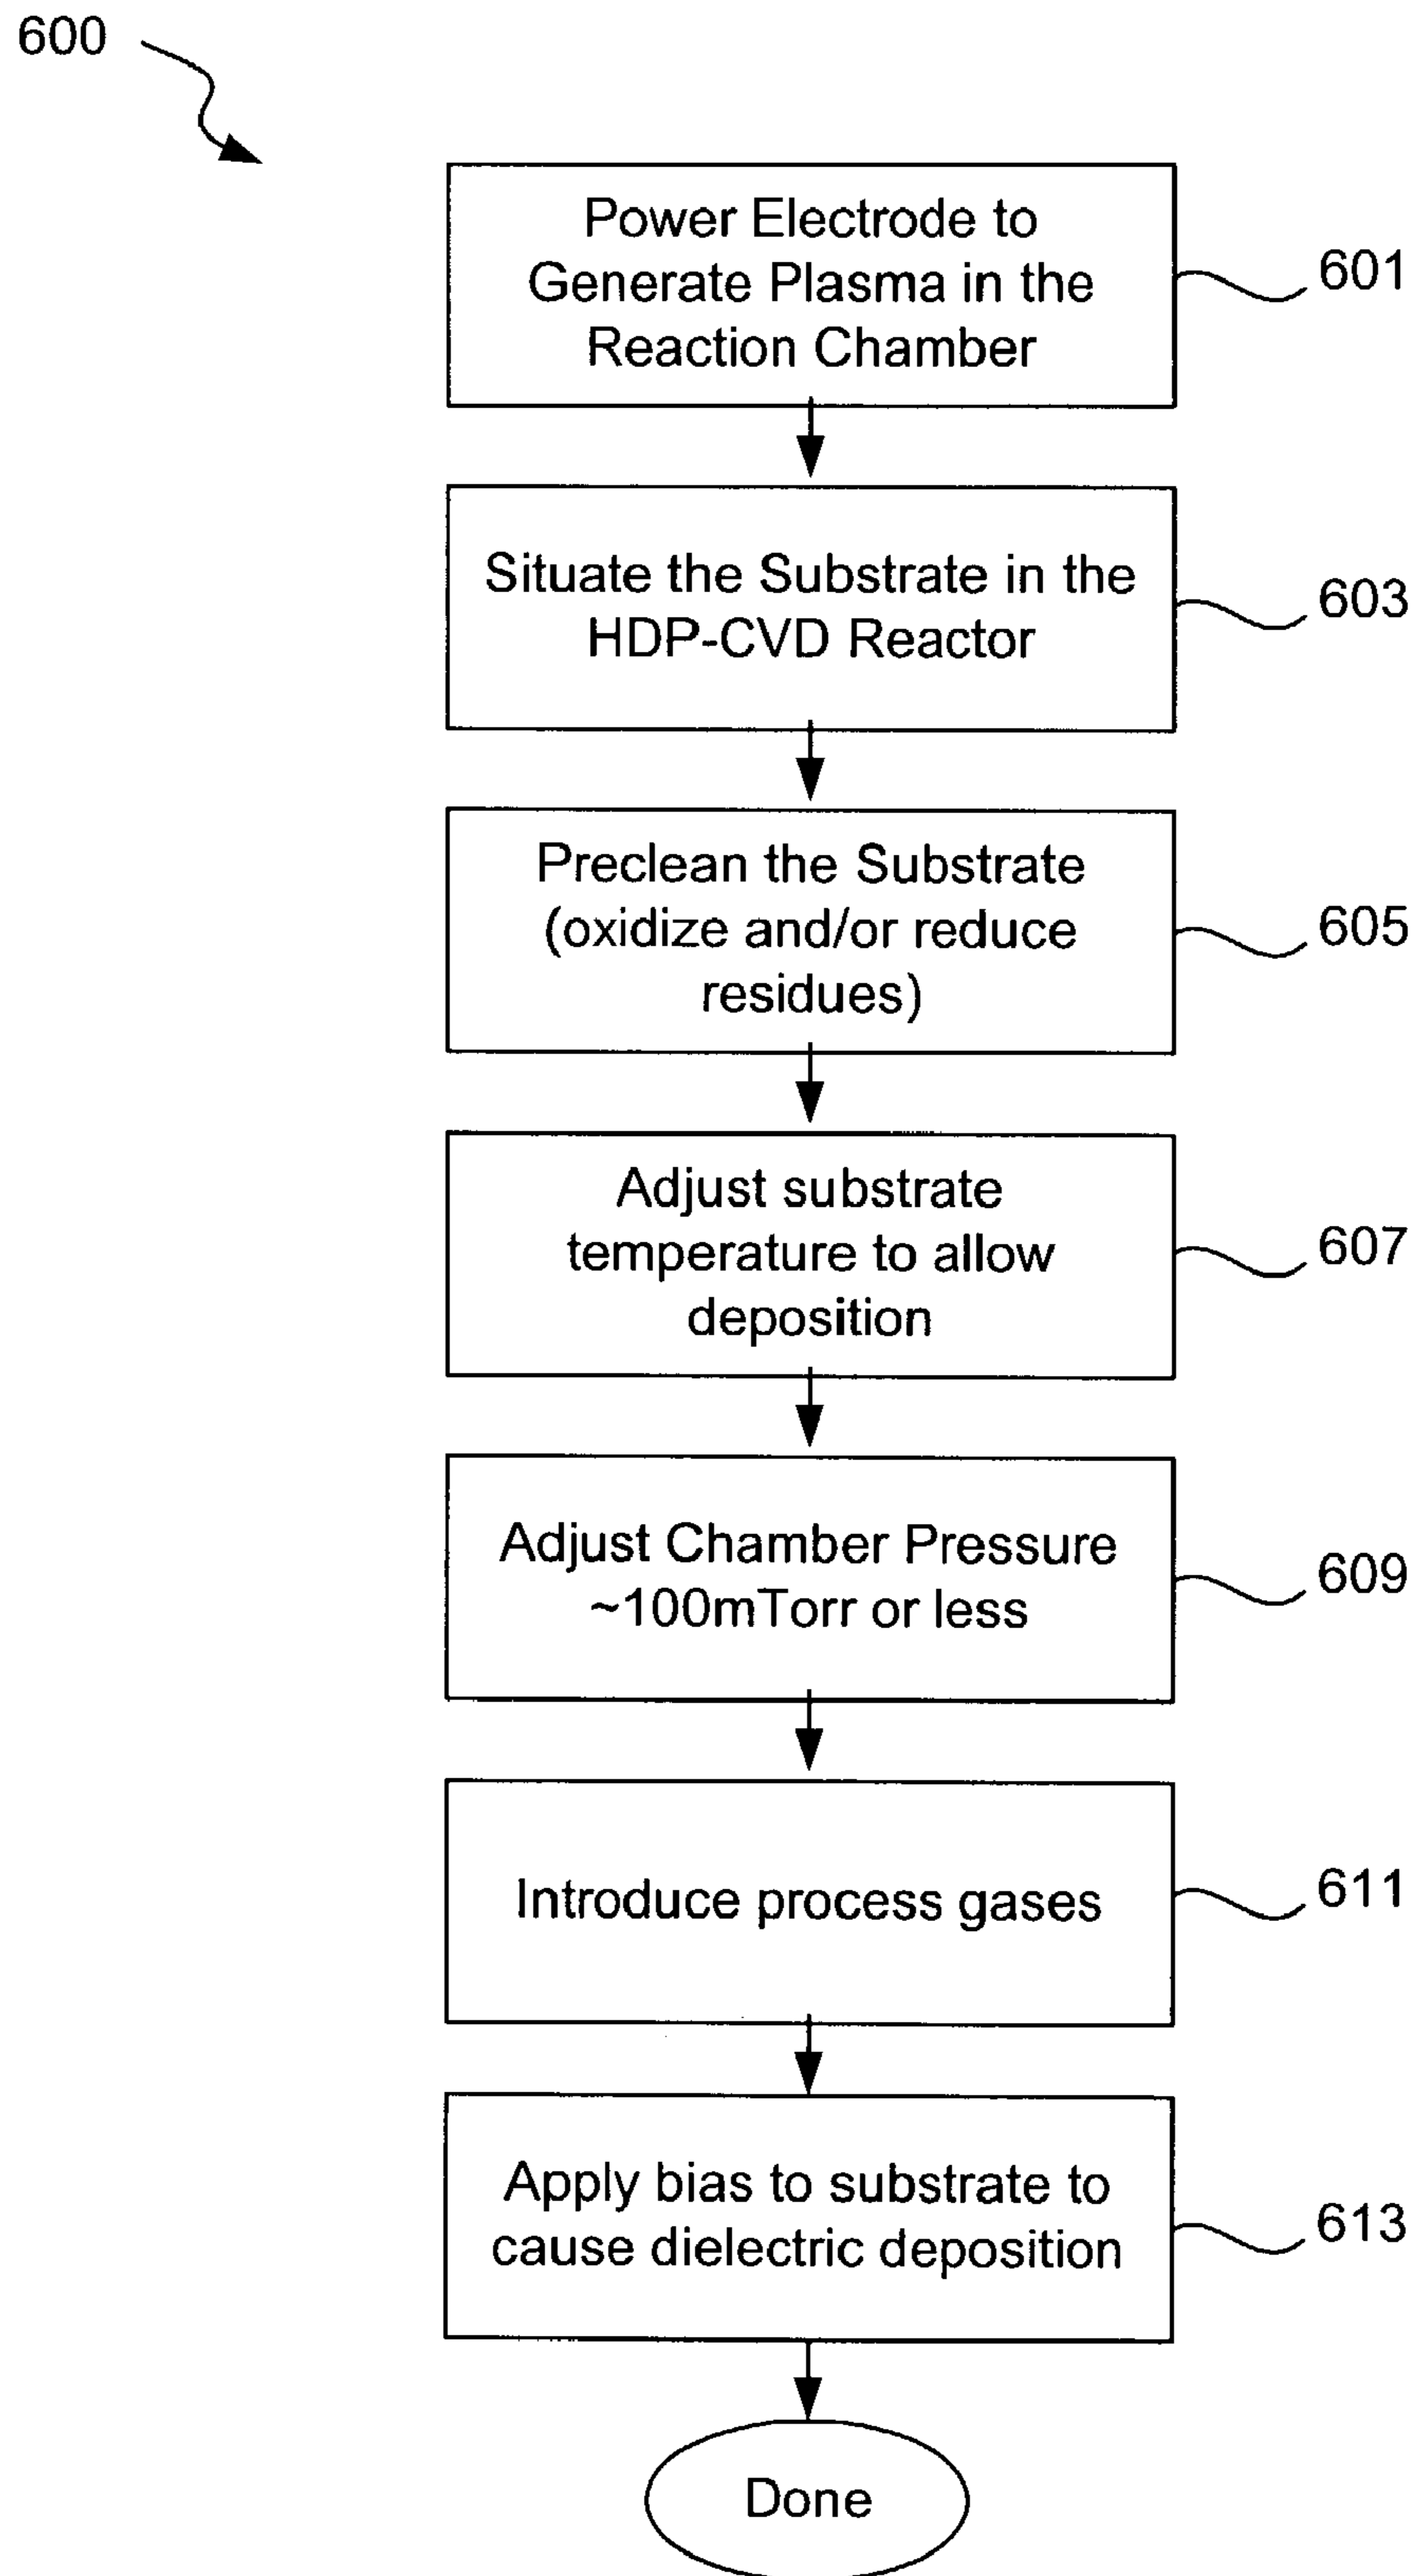 600
Power Electrode to
Generate Plasma in the
Reaction Chamber
601
Situate the Substrate in the
HDP-CVD Reactor
603
Preclean the Substrate
(oxidize and/or reduce
residues)
605
Adjust substrate
temperature to allow
deposition
607
Adjust Chamber Pressure
~100mTorr or less
609
Introduce process gases
611
Apply bias to substrate to
cause dielectric deposition
613
Done